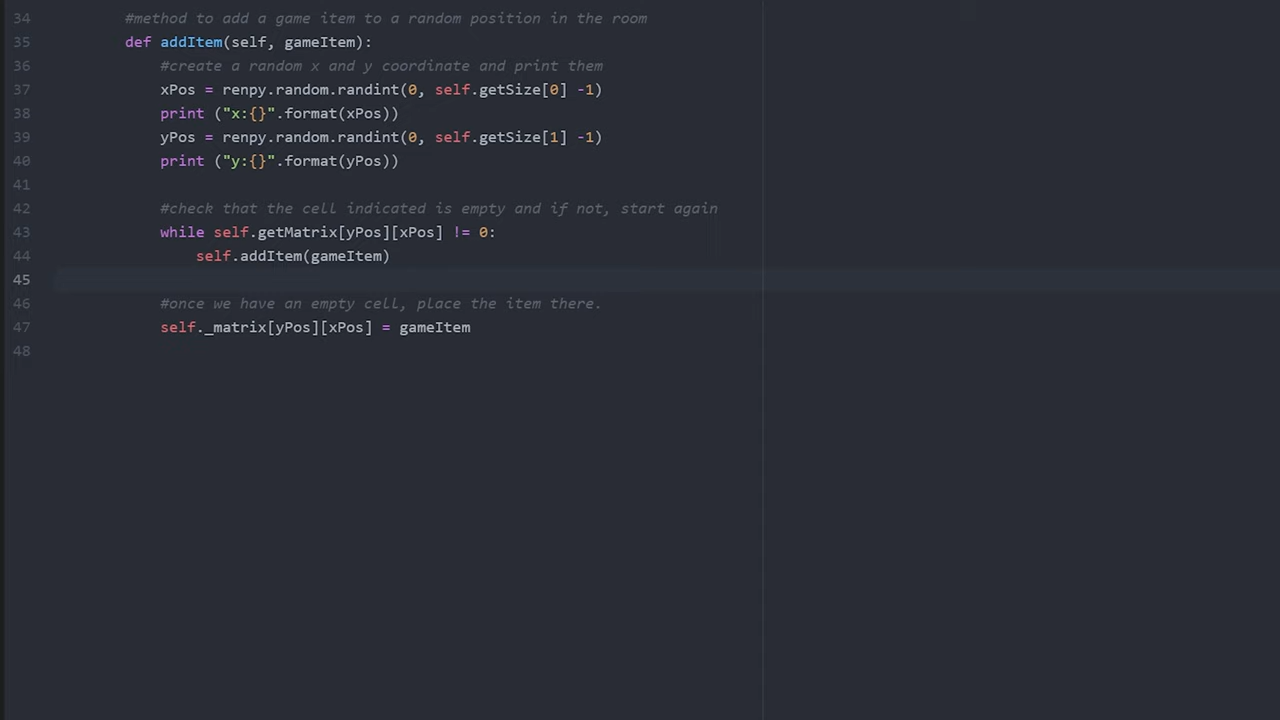 34 #method to add a game item to a random position in the room
35 def addItem(self, gameItem):
36 #create a random x and y coordinate and print them
37 xPos = renpy.random.randint(0, self.getSize[0] -1)
38 print ("x:{}".format(xPos))
39 yPos = renpy.random.randint(0, self.getSize[1] -1)
40 print ("y:{}".format(yPos))
41
42 #check that the cell indicated is empty and if not, start again
43 while self.getMatrix[yPos][xPos] != 0:
44 self.addItem(gameItem)
45
46 #once we have an empty cell, place the item there.
47 self._matrix[yPos][xPos] = gameItem
48